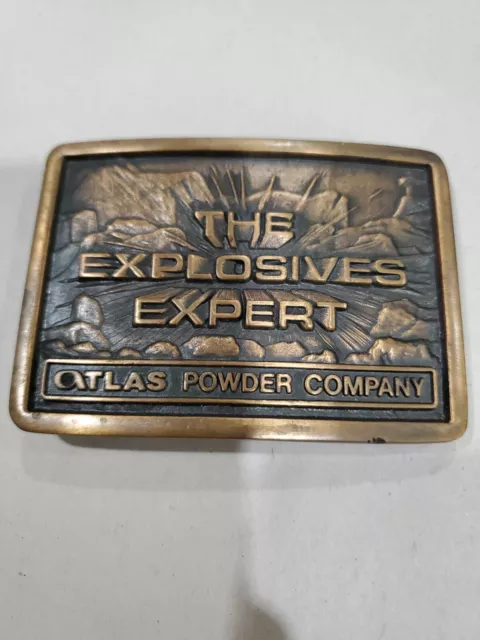 THE
EXPLOSIVES
EXPERT
ATLAS POWDER COMPANY